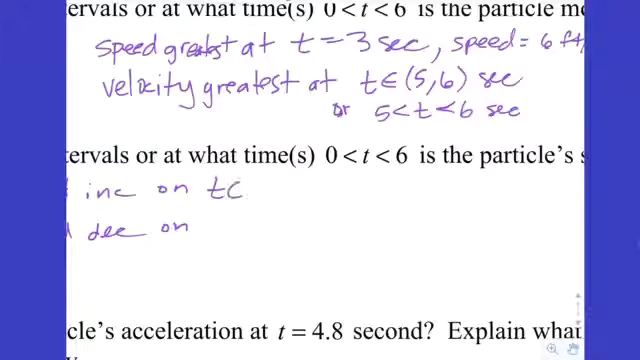 intervals or at what time(s) 0 < t < 6 is the particle
speed greatest at t = 3 sec, speed = 6 ft/
velocity greatest at t ∈ (5, 6) sec
or 5 < t < 6 sec
tervals or at what time(s) 0 < t < 6 is the particle's
inc on t
dec on
cle's acceleration at t = 4.8 second? Explain what